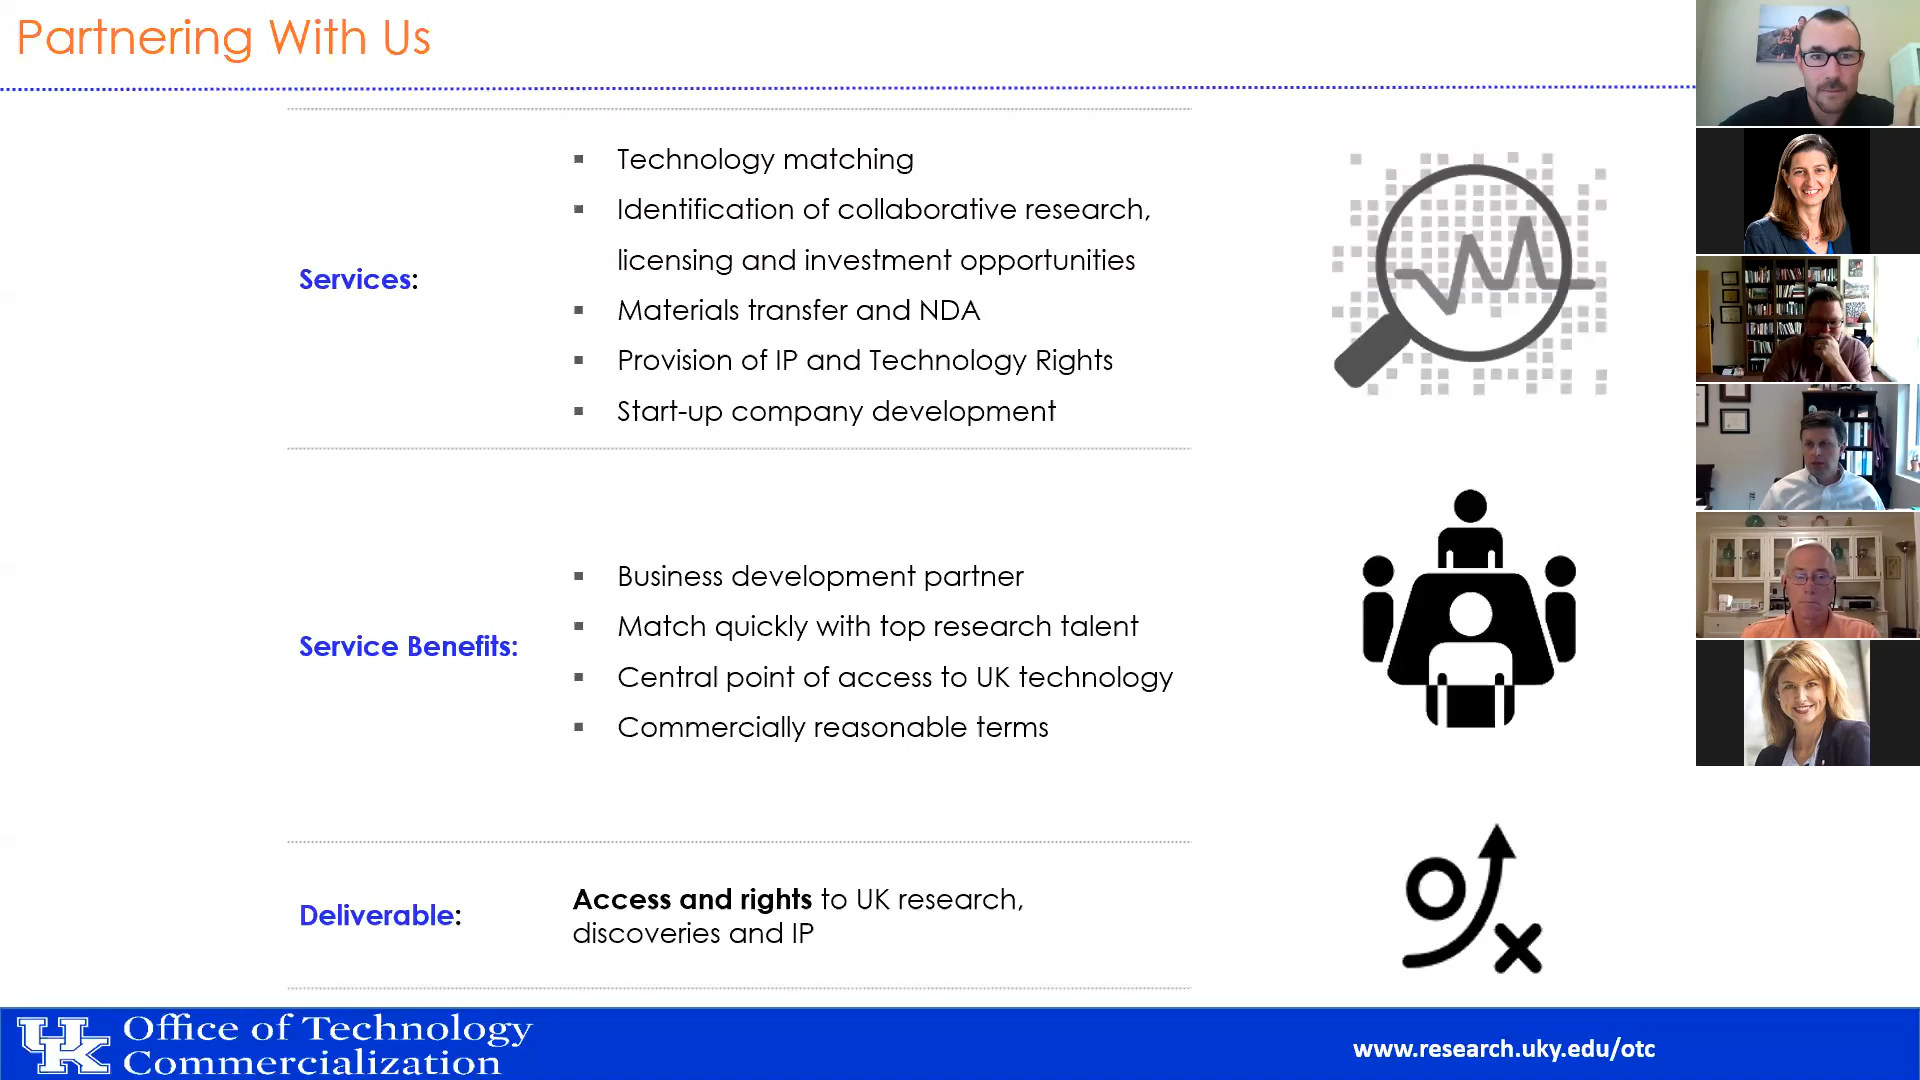 Partnering With Us
Services:
▪ Technology matching
▪ Identification of collaborative research,
licensing and investment opportunities
▪ Materials transfer and NDA
▪ Provision of IP and Technology Rights
▪ Start-up company development
Service Benefits:
▪ Business development partner
▪ Match quickly with top research talent
▪ Central point of access to UK technology
▪ Commercially reasonable terms
Deliverable:
Access and rights to UK research,
discoveries and IP
UK
Office of Technology
Commercialization
www.research.uky.edu/otc